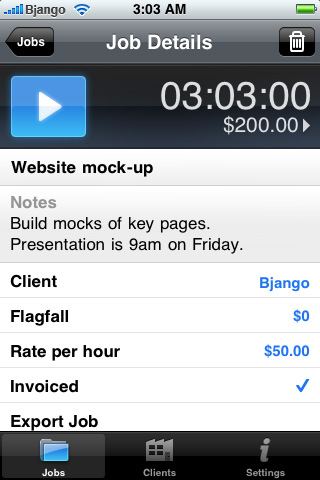 Bjango 3:03 AM
Jobs Job Details
03:03:00
$200.00
Website mock-up
Notes
Build mocks of key pages.
Presentation is 9am on Friday.
Client Bjango
Flagfall $0
Rate per hour $50.00
Invoiced
Export Job
Jobs Clients Settings